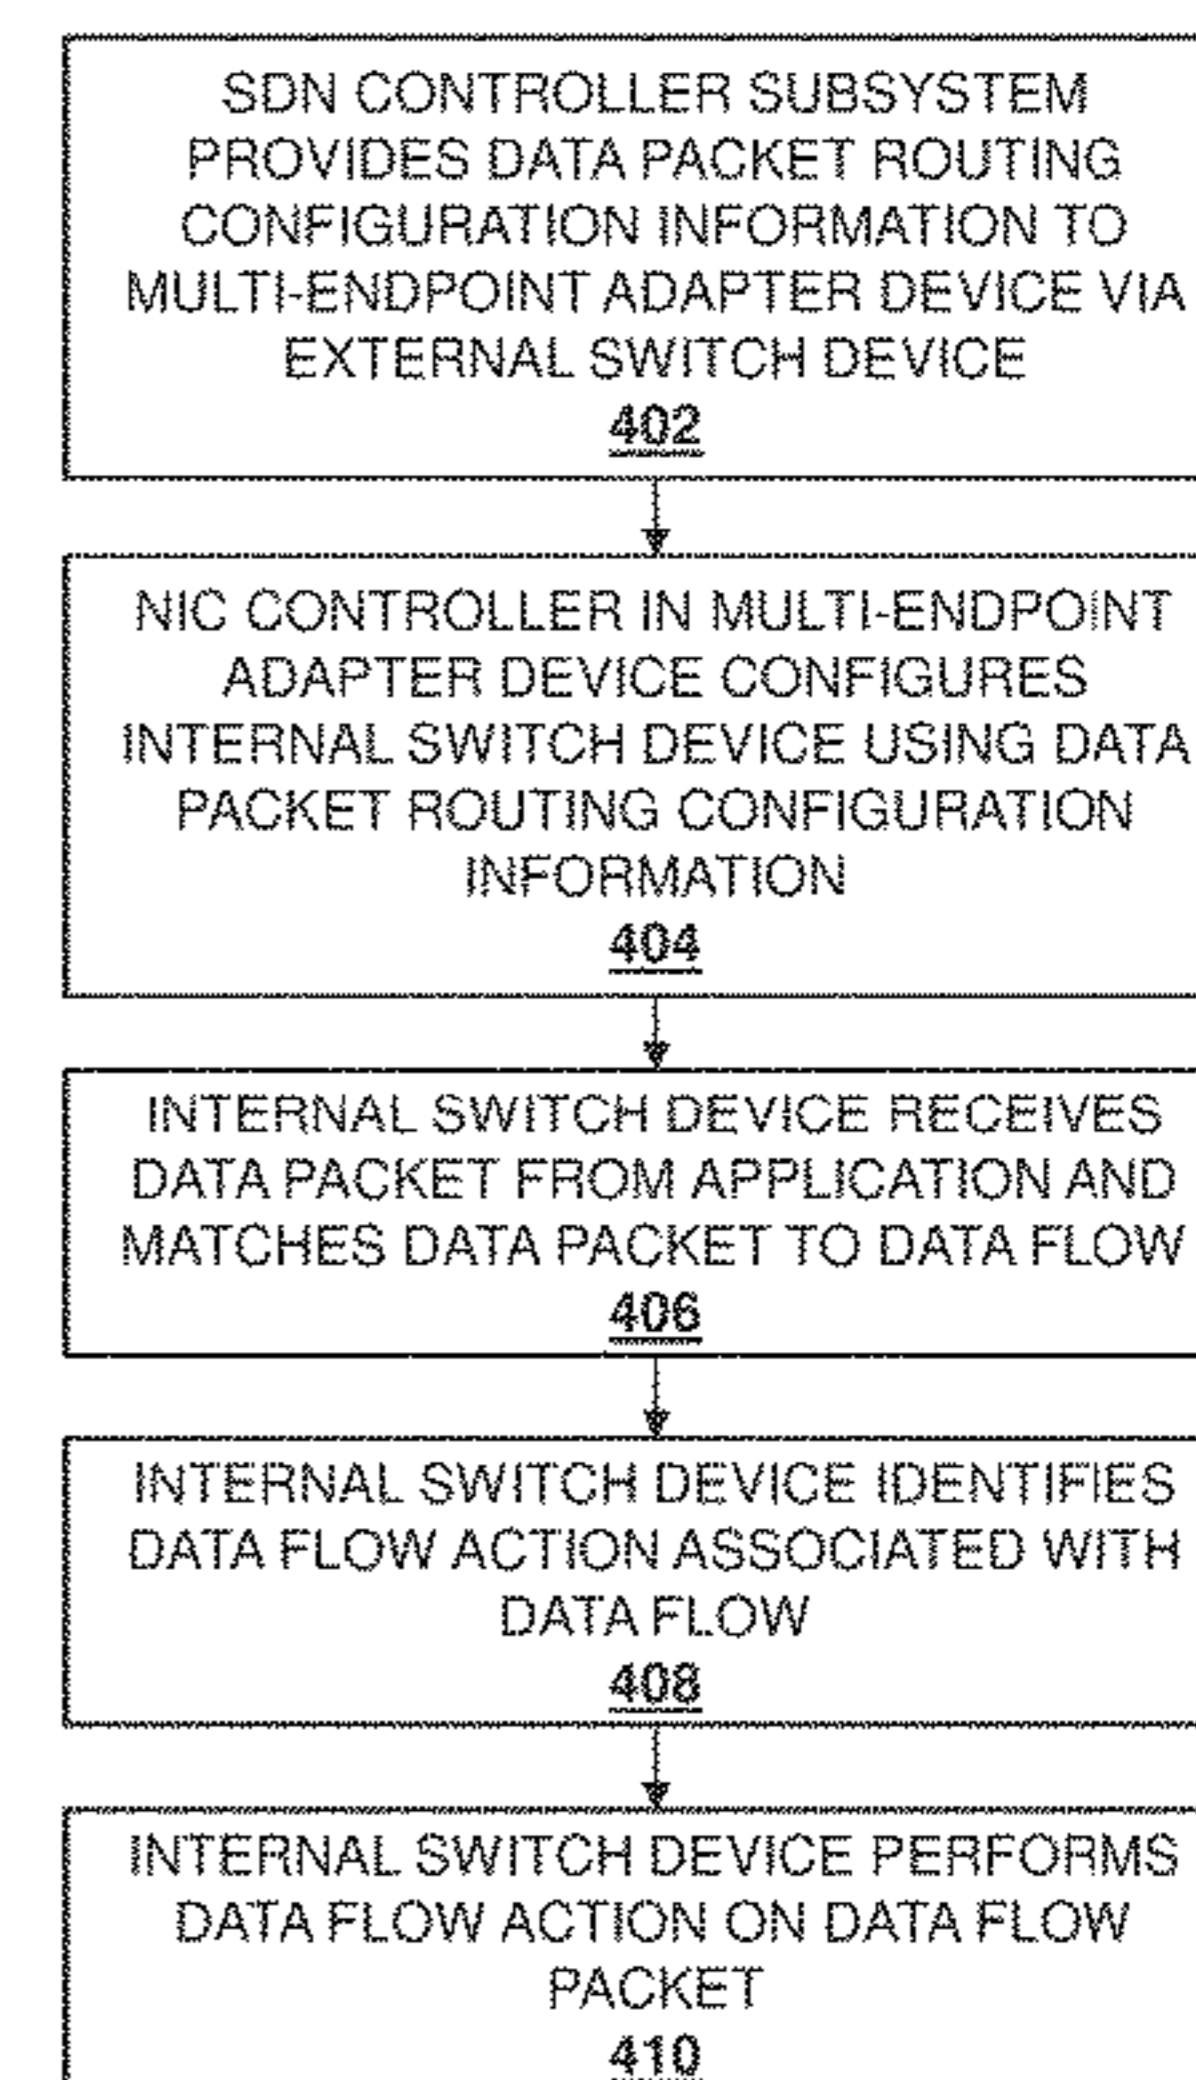 SDN CONTROLLER SUBSYSTEM
PROVIDES DATA PACKET ROUTING
CONFIGURATION INFORMATION TO
MULTI-ENDPOINT ADAPTER DEVICE VIA
EXTERNAL SWITCH DEVICE
402
NIC CONTROLLER IN MULTI-ENDPOINT
ADAPTER DEVICE CONFIGURES
INTERNAL SWITCH DEVICE USING DATA
PACKET ROUTING CONFIGURATION
INFORMATION
404
INTERNAL SWITCH DEVICE RECEIVES
DATA PACKET FROM APPLICATION AND
MATCHES DATA PACKET TO DATA FLOW
406
INTERNAL SWITCH DEVICE IDENTIFIES
DATA FLOW ACTION ASSOCIATED WITH
DATA FLOW
408
INTERNAL SWITCH DEVICE PERFORMS
DATA FLOW ACTION ON DATA FLOW
PACKET
410